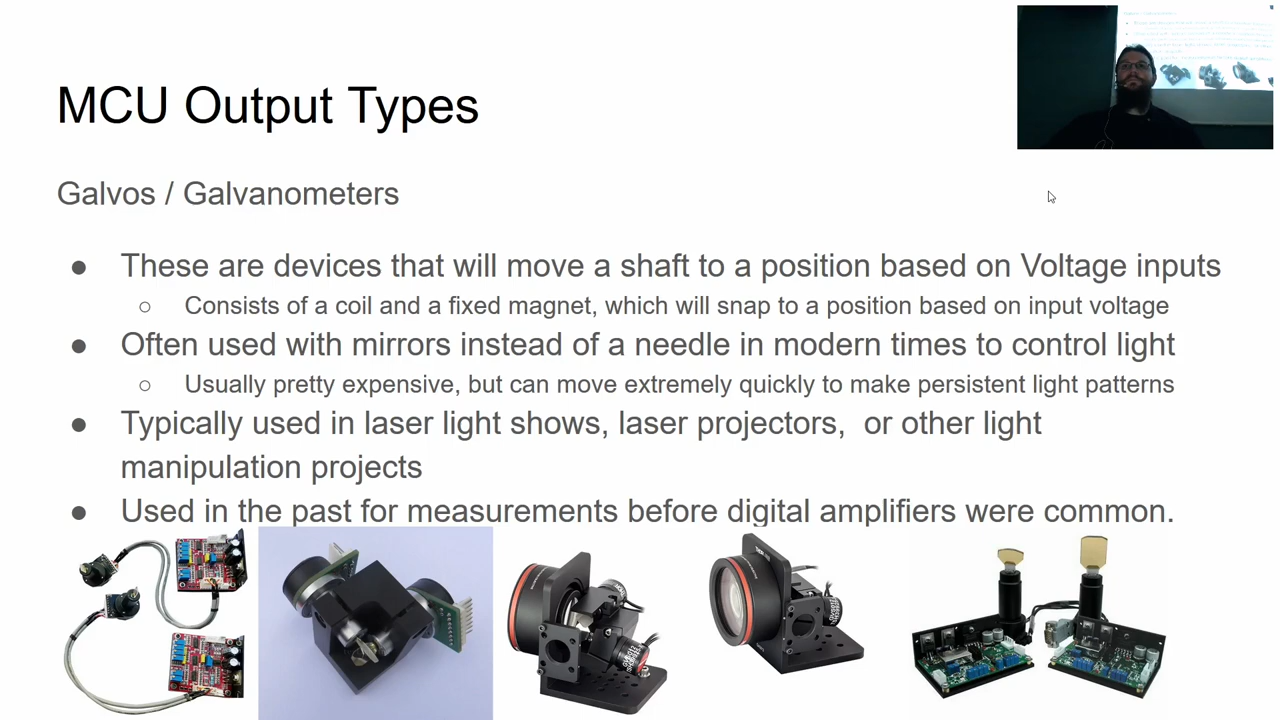 MCU Output Types
Galvos / Galvanometers
● These are devices that will move a shaft to a position based on Voltage inputs
○ Consists of a coil and a fixed magnet, which will snap to a position based on input voltage
● Often used with mirrors instead of a needle in modern times to control light
○ Usually pretty expensive, but can move extremely quickly to make persistent light patterns
● Typically used in laser light shows, laser projectors,  or other light
manipulation projects
● Used in the past for measurements before digital amplifiers were common.